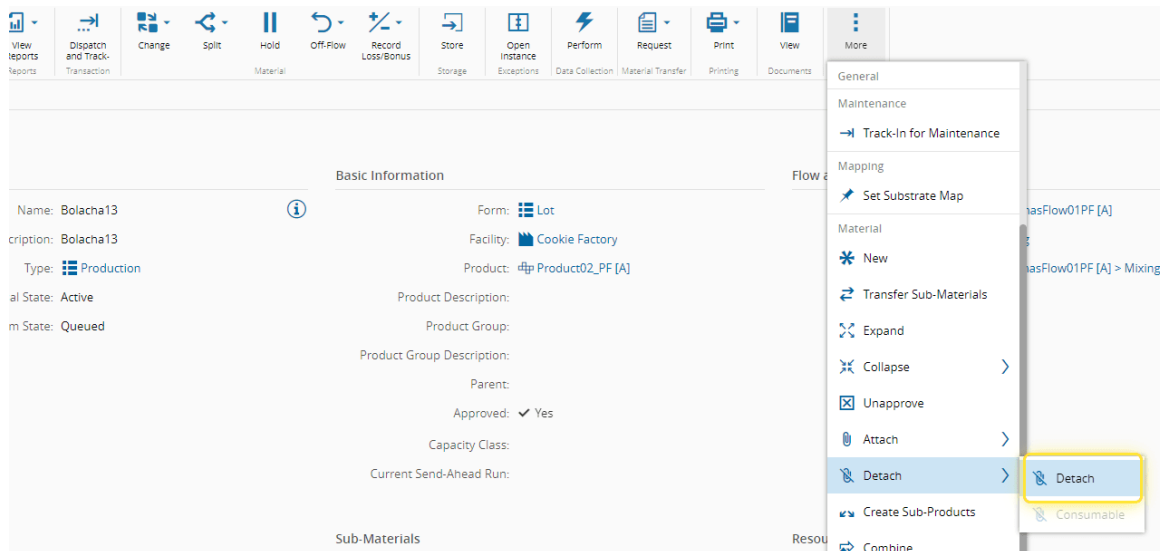 View
Reports
Reports
Dispatch
and Track-
Transaction
Change
Split
Hold
Material
Off-Flow
Record
Loss/Bonus
Store
Storage
Open
Instance
Exceptions
Perform
Data Collection
Request
Material Transfer
Print
Printing
View
Documents
More
General
Maintenance
Track-In for Maintenance
Mapping
Set Substrate Map
Material
New
Transfer Sub-Materials
Expand
Collapse
Unapprove
Attach
Detach
Create Sub-Products
Combine
Detach
Consumable
Name: Bolacha13
cription: Bolacha13
Type: Production
al State: Active
m State: Queued
Basic Information
Form: Lot
Facility: Cookie Factory
Product: Product02_PF [A]
Product Description:
Product Group:
Product Group Description:
Parent:
Approved: Yes
Capacity Class:
Current Send-Ahead Run:
Sub-Materials
Flow a
nasFlow01PF [A]
g
nasFlow01PF [A] > Mixing
Resou